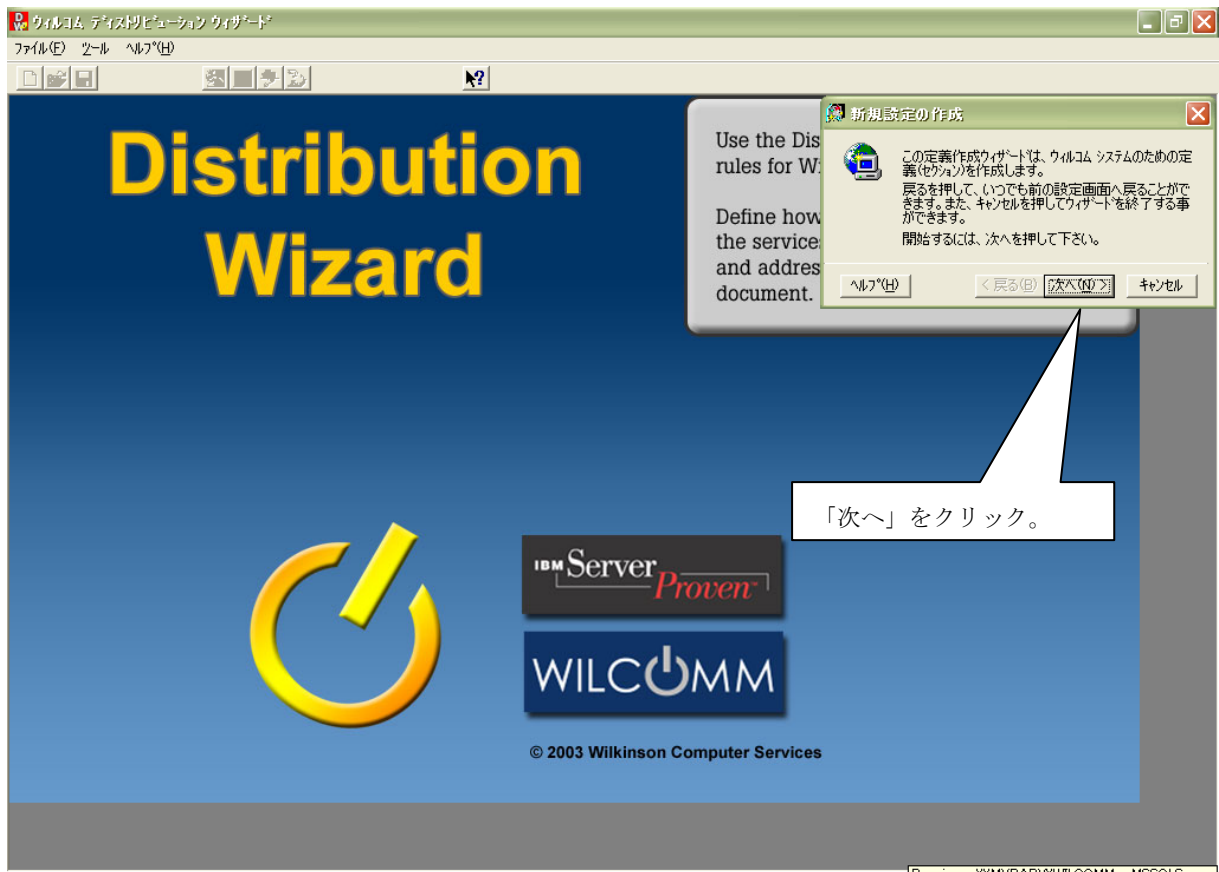 ウィルコム ディストリビューション ウィザード
ファイル(F) ツール ヘルプ(H)
Distribution
Wizard
Use the Dis
rules for W
Define how
the service
and addres
document.
新規設定の作成
この定義作成ウィザードは、ウィルコム システムのための定
義(セクション)を作成します。
戻るを押して、いつでも前の設定画面へ戻ることがで
きます。また、キャンセルを押してウィザードを終了する事
ができます。
開始するには、次へを押して下さい。
ヘルプ(H) < 戻る(B) 次へ(N) > キャンセル
「次へ」をクリック。
IBM Server
Proven
WILCOMM
© 2003 Wilkinson Computer Services